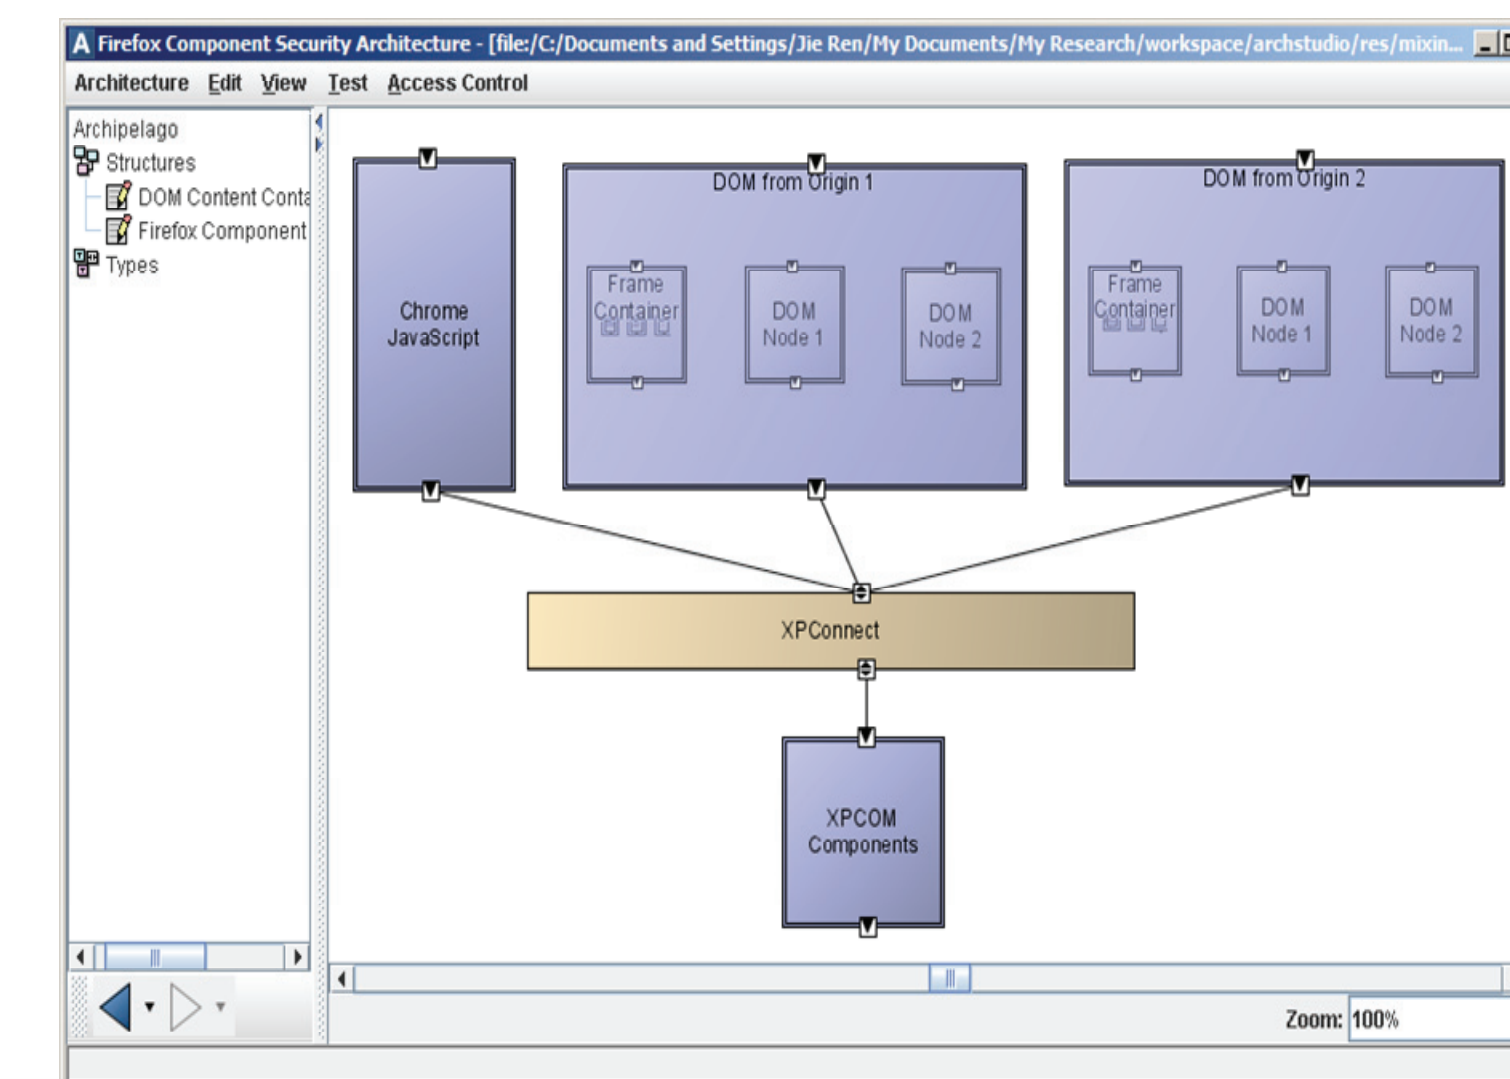 A Firefox Component Security Architecture - [file:/C:/Documents and Settings/Jie Ren/My Documents/My Research/workspace/archstudio/res/mixin...
Architecture Edit View Test Access Control
Archipelago
Structures
DOM Content Conta
Firefox Component
Types
Chrome
JavaScript
DOM from Origin 1
Frame
Container
DOM
Node 1
DOM
Node 2
DOM from Origin 2
Frame
Container
DOM
Node 1
DOM
Node 2
XPConnect
XPCOM
Components
Zoom: 100%